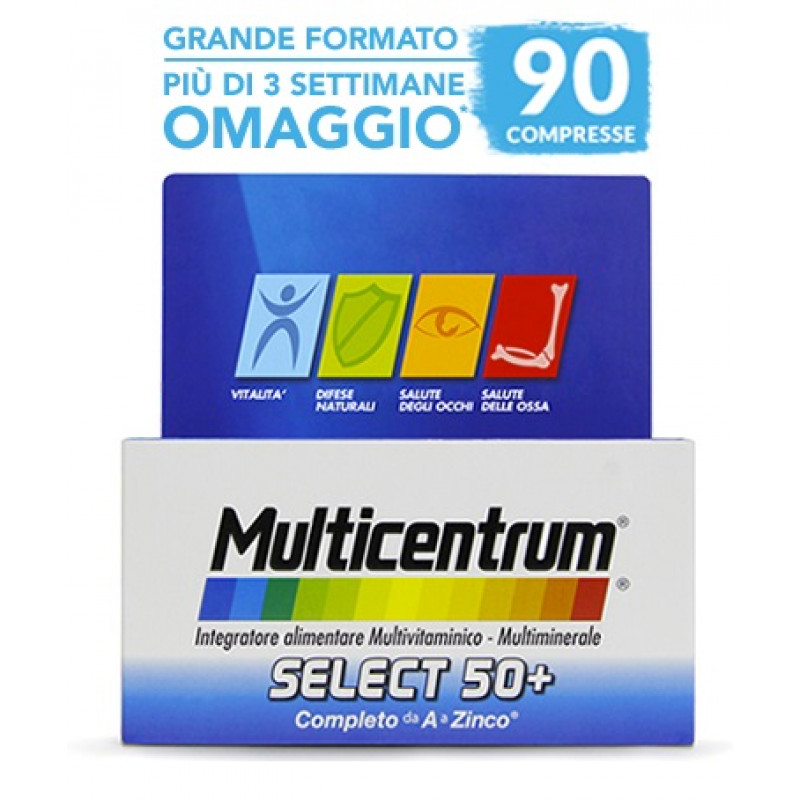 GRANDE FORMATO
PIÙ DI 3 SETTIMANE
OMAGGIO*
90
COMPRESSE
VITALITA'
DIFESE
NATURALI
SALUTE
DEGLI OCCHI
SALUTE
DELLE OSSA
Multicentrum®
®
Integratore alimentare Multivitaminico - Multiminerale
SELECT 50+
Completo da A a Zinco®